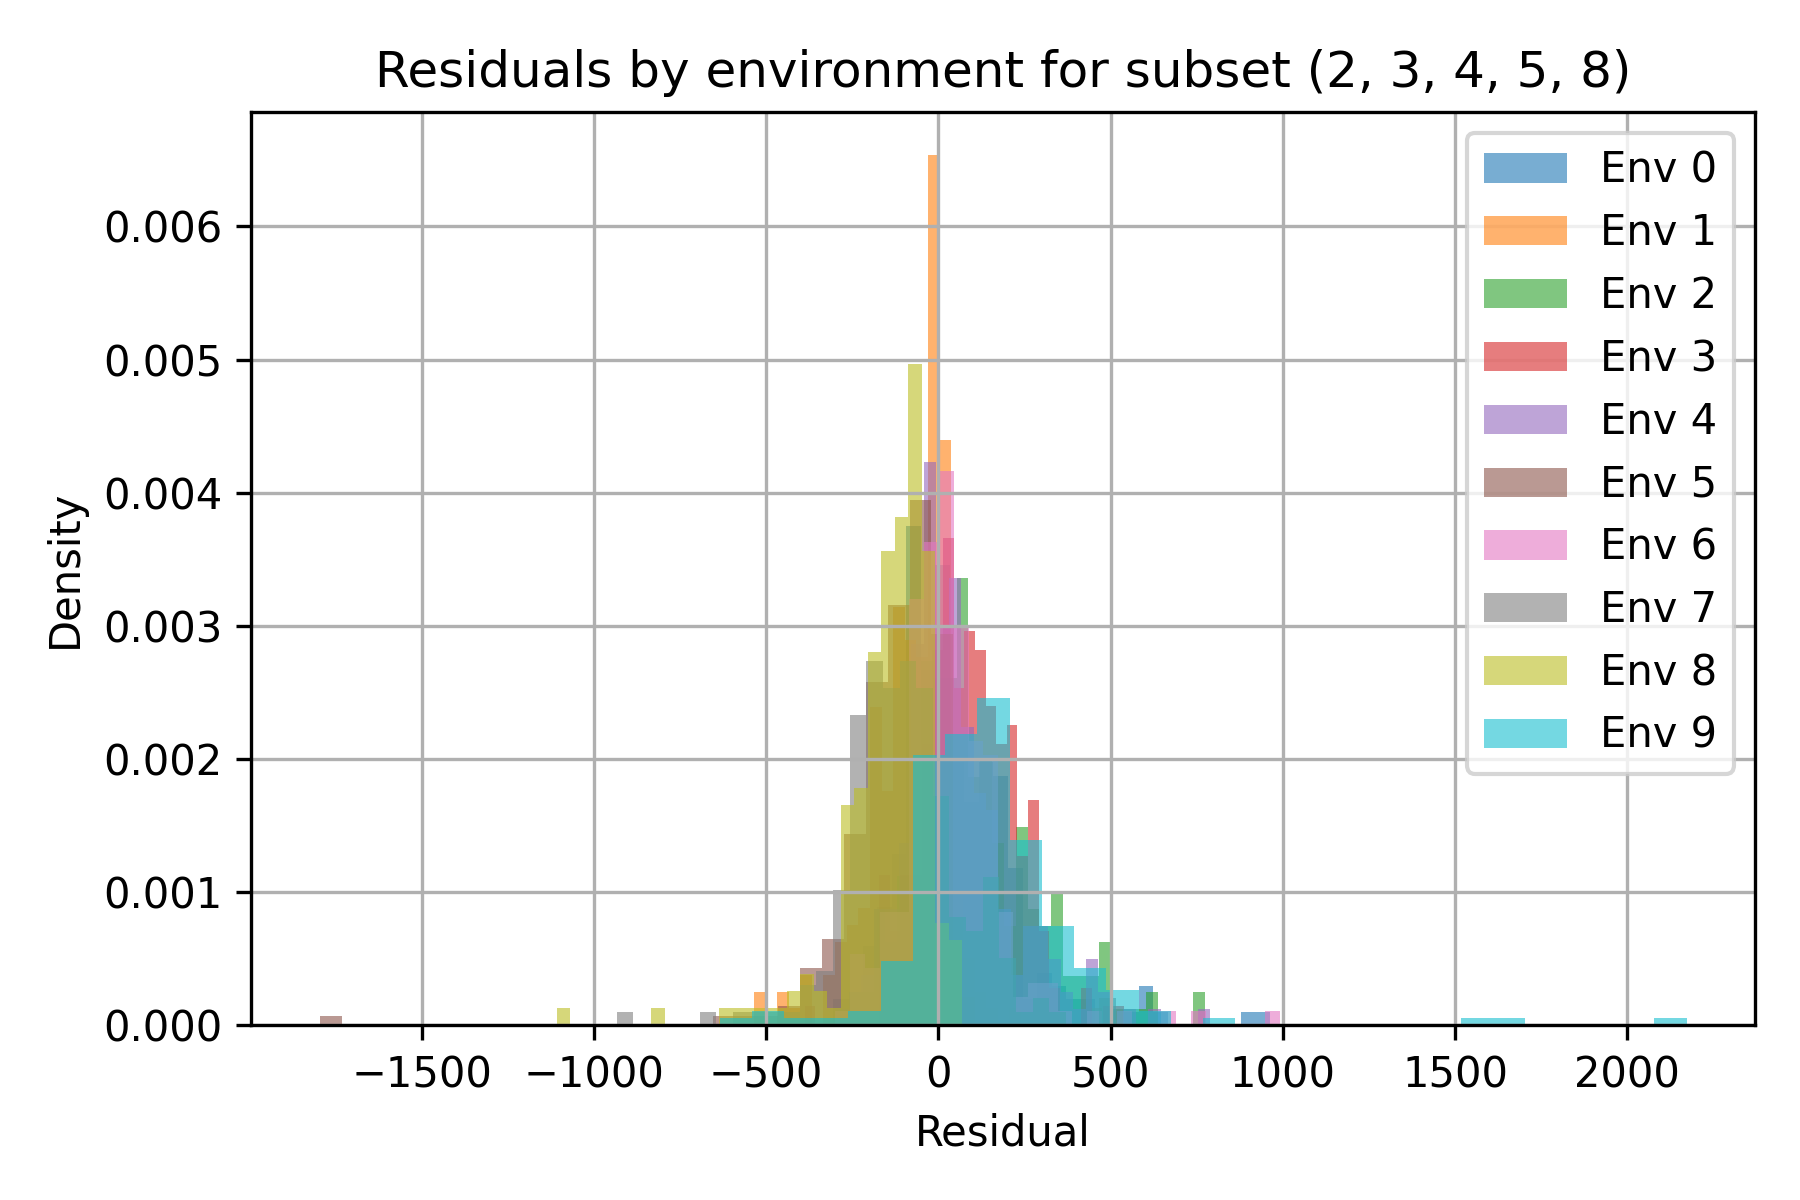 Residuals by environment for subset (2, 3, 4, 5, 8)
Density
0.006
0.005
0.004
0.003
0.002
0.001
0.000
−1500 −1000 −500 0 500 1000 1500 2000
Residual
Env 0
Env 1
Env 2
Env 3
Env 4
Env 5
Env 6
Env 7
Env 8
Env 9